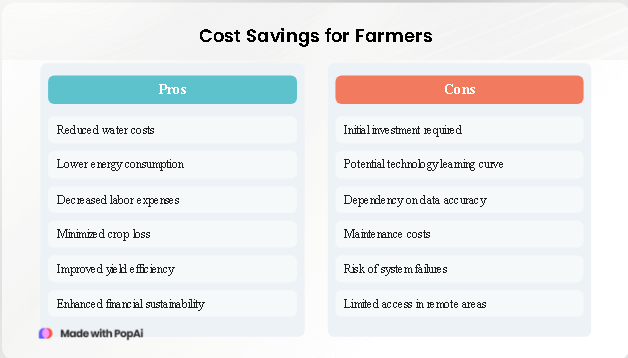 Cost Savings for Farmers
Pros
Reduced water costs
Lower energy consumption
Decreased labor expenses
Minimized crop loss
Improved yield efficiency
Enhanced financial sustainability
Cons
Initial investment required
Potential technology learning curve
Dependency on data accuracy
Maintenance costs
Risk of system failures
Limited access in remote areas
Made with PopAi